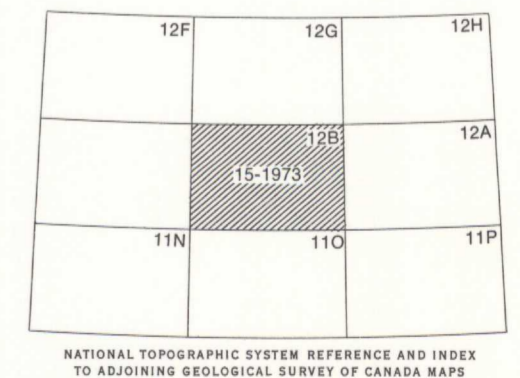 12F 12G 12H
12B 12A
15-1973
11N 11O 11P
NATIONAL TOPOGRAPHIC SYSTEM REFERENCE AND INDEX
TO ADJOINING GEOLOGICAL SURVEY OF CANADA MAPS